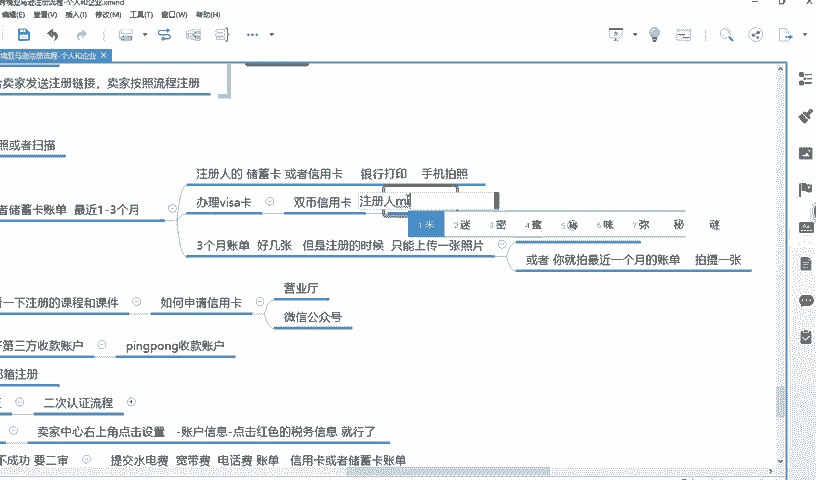 亚马逊注册流程-个人和企业.xmind
编辑(E) 查看(V) 插入(I) 修改(M) 工具(T) 窗口(W) 帮助(H)
亚马逊注册流程-个人和企业
卖家发送注册链接，卖家按照流程注册
照或者扫描
注册人的 储蓄卡 或者信用卡 银行打印 手机拍照
者储蓄卡账单 最近1-3个月
办理visa卡
双币信用卡
注册人mi
1 米 2 迷 3 密 4 蜜 6 咪 7 弥 秘 谜
3个月账单 好几张 但是注册的时候 只能上传一张照片
或者 你就拍最近一个月的账单 拍摄一张
一下注册的课程和课件
如何申请信用卡
营业厅
微信公众号
第三方收款账户
pingpong收款账户
邮箱注册
二次认证流程
卖家中心右上角点击设置 -账户信息-点击红色的税务信息 就行了
不成功 要二审
提交水电费 宽带费 电话费 账单 信用卡或者储蓄卡账单